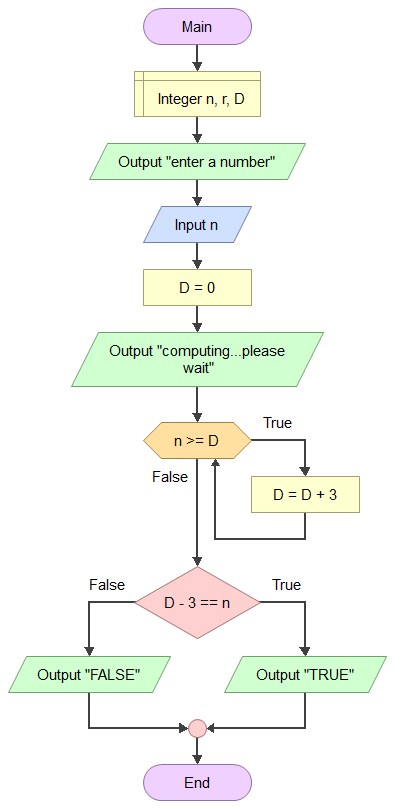 Main
Integer n, r, D
Output "enter a number"
Input n
D = 0
Output "computing...please
wait"
n >= D
True
False
D = D + 3
False
D - 3 == n
True
Output "FALSE"
Output "TRUE"
End